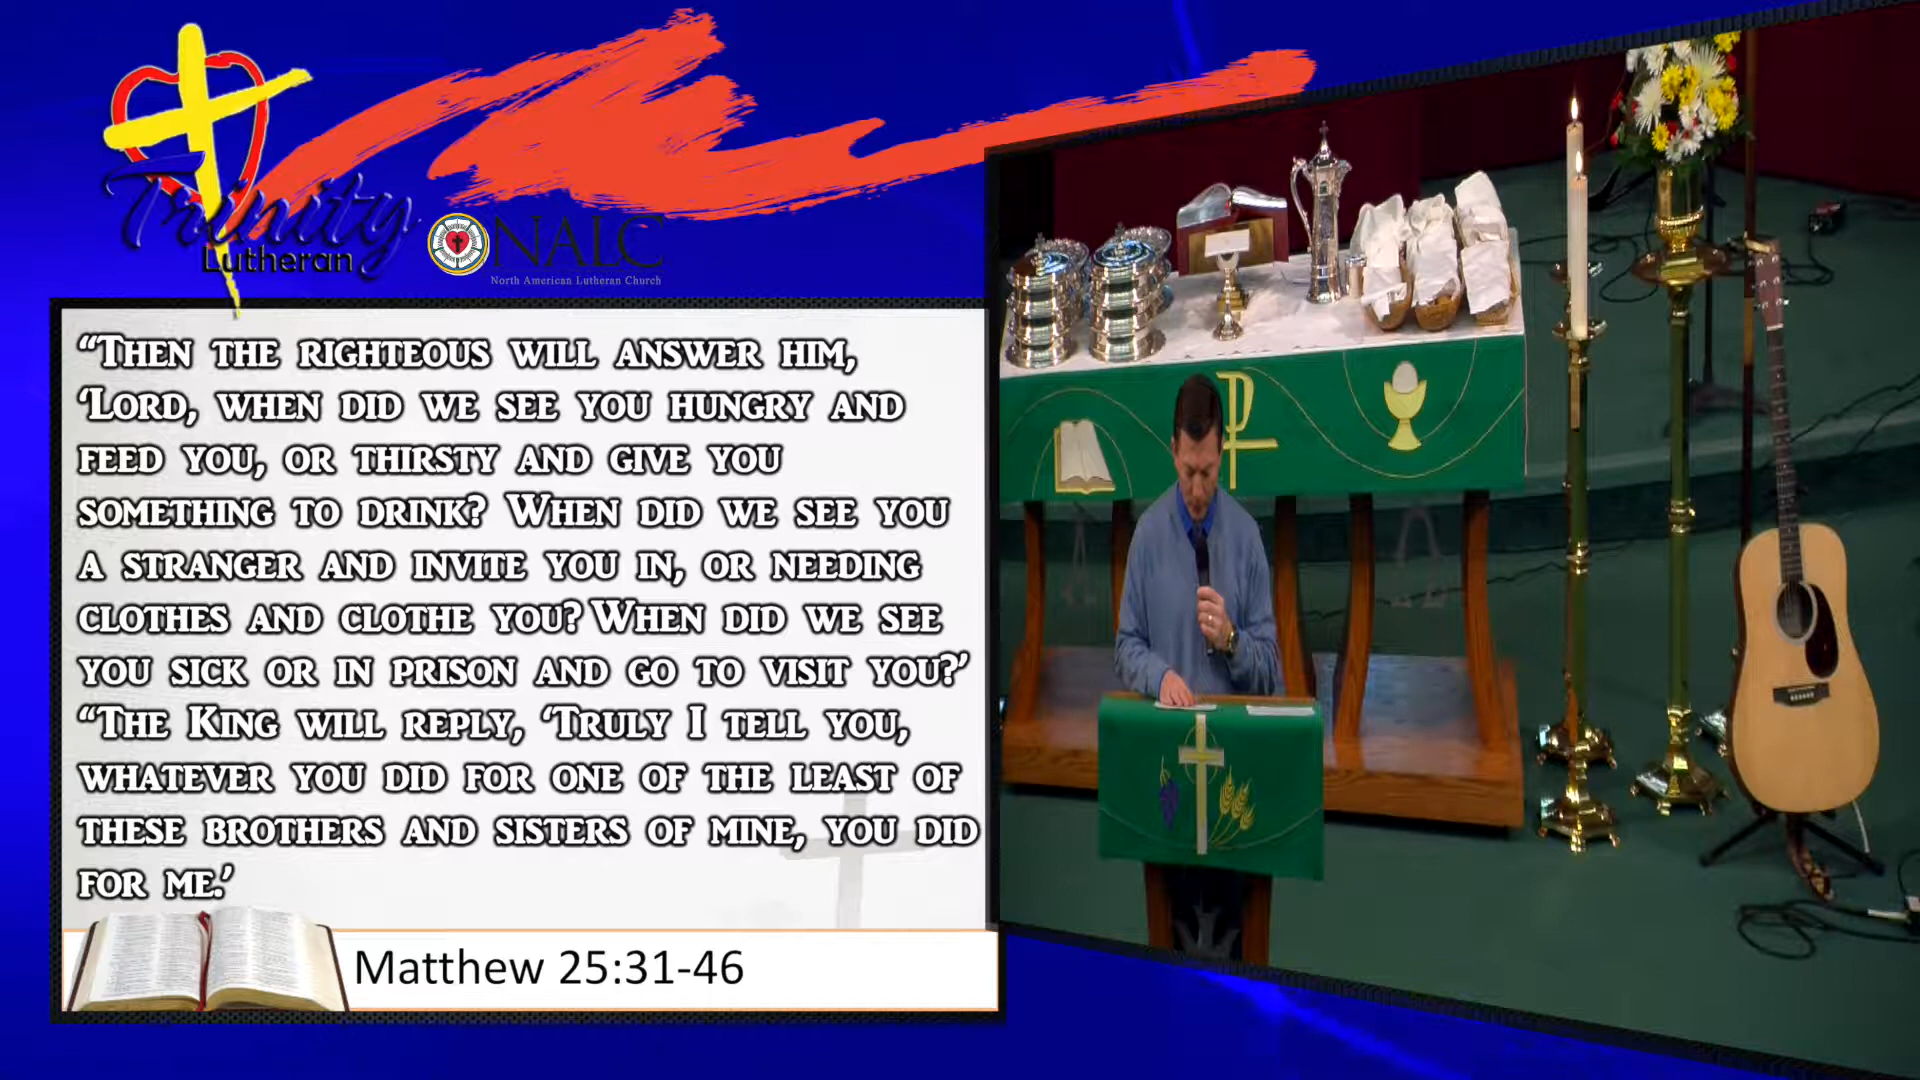 Trinity
Lutheran
NALC
North American Lutheran Church
“Then the righteous will answer him,
‘Lord, when did we see you hungry and
feed you, or thirsty and give you
something to drink? When did we see you
a stranger and invite you in, or needing
clothes and clothe you? When did we see
you sick or in prison and go to visit you?’
“The King will reply, ‘Truly I tell you,
whatever you did for one of the least of
these brothers and sisters of mine, you did
for me.’
Matthew 25:31-46